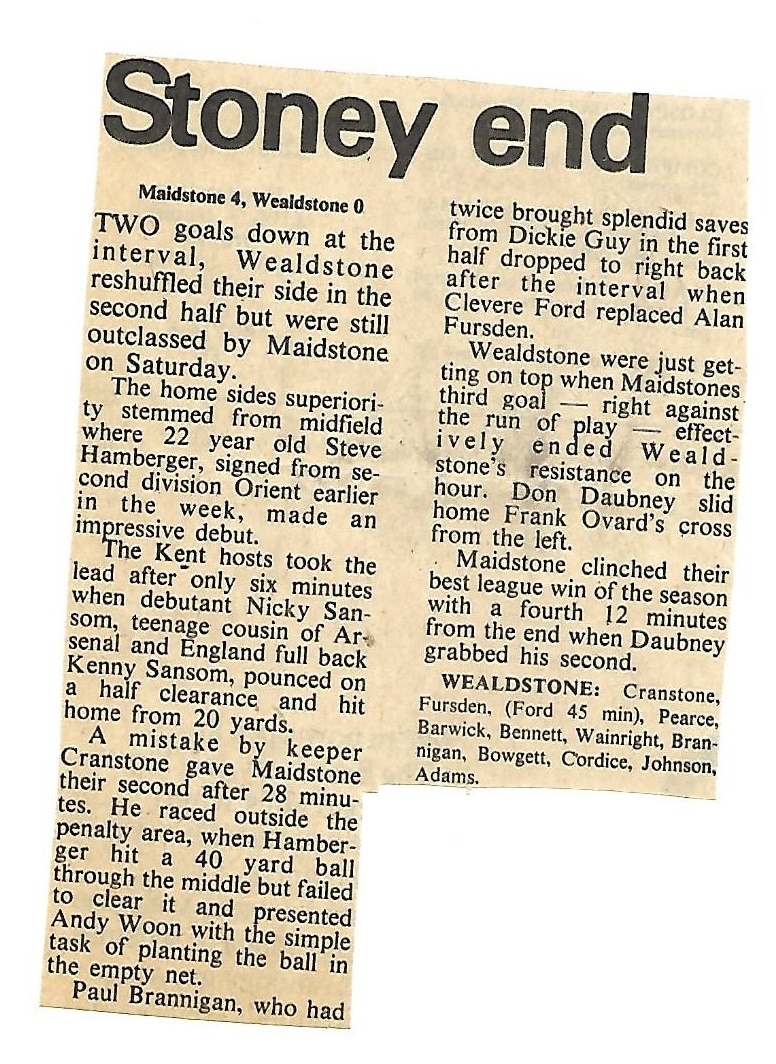 Stoney end
Maidstone 4, Wealdstone 0
TWO goals down at the
interval, Wealdstone
reshuffled their side in the
second half but were still
outclassed by Maidstone
on Saturday.
The home sides superiori-
ty stemmed from midfield
where 22 year old Steve
Hamberger, signed from se-
cond division Orient earlier
in the week, made an
impressive debut.
The Kent hosts took the
lead after only six minutes
when debutant Nicky San-
som, teenage cousin of Ar-
senal and England full back
Kenny Sansom, pounced on
a half clearance and hit
home from 20 yards.
A mistake by keeper
Cranstone gave Maidstone
their second after 28 minu-
tes. He raced outside the
penalty area, when Hamber-
ger hit a 40 yard ball
through the middle but failed
to clear it and presented
Andy Woon with the simple
task of planting the ball in
the empty net.
Paul Brannigan, who had
twice brought splendid saves
from Dickie Guy in the first
half dropped to right back
after the interval when
Clevere Ford replaced Alan
Fursden.
Wealdstone were just get-
ting on top when Maidstones
third goal — right against
the run of play — effect-
ively ended Weald-
stone's resistance on the
hour. Don Daubney slid
home Frank Ovard's cross
from the left.
Maidstone clinched their
best league win of the season
with a fourth 12 minutes
from the end when Daubney
grabbed his second.
WEALDSTONE: Cranstone,
Fursden, (Ford 45 min), Pearce,
Barwick, Bennett, Wainright, Bran-
nigan, Bowgett, Cordice, Johnson,
Adams.